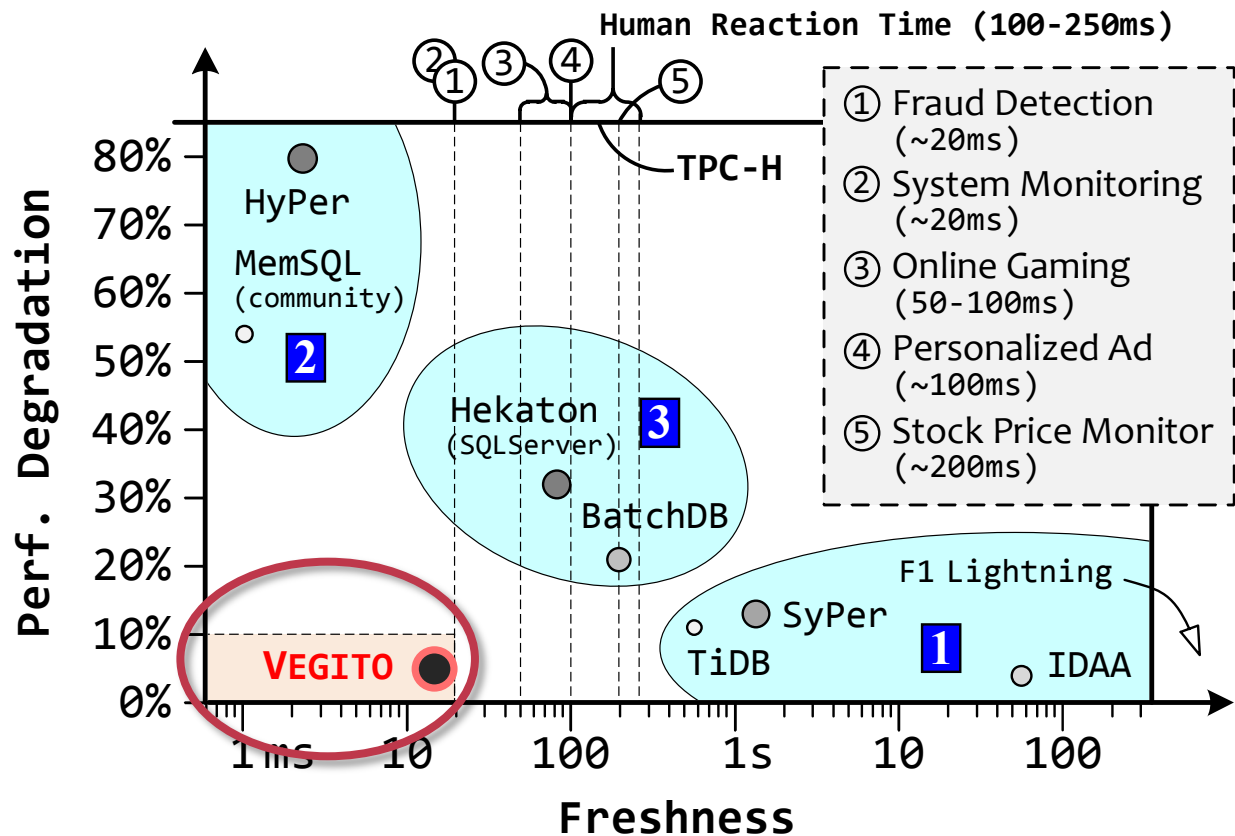 Human Reaction Time (100-250ms)
② ① ③ ④ ⑤
TPC-H
① Fraud Detection
(~20ms)
② System Monitoring
(~20ms)
③ Online Gaming
(50-100ms)
④ Personalized Ad
(~100ms)
⑤ Stock Price Monitor
(~200ms)
Perf. Degradation
80%
70%
60%
50%
40%
30%
20%
10%
0%
HyPer
MemSQL
(community)
2
Hekaton
(SQLServer)
3
BatchDB
F1 Lightning
SyPer
TiDB
1
IDAA
VEGITO
1 ms 10 100 1s 10 100
Freshness